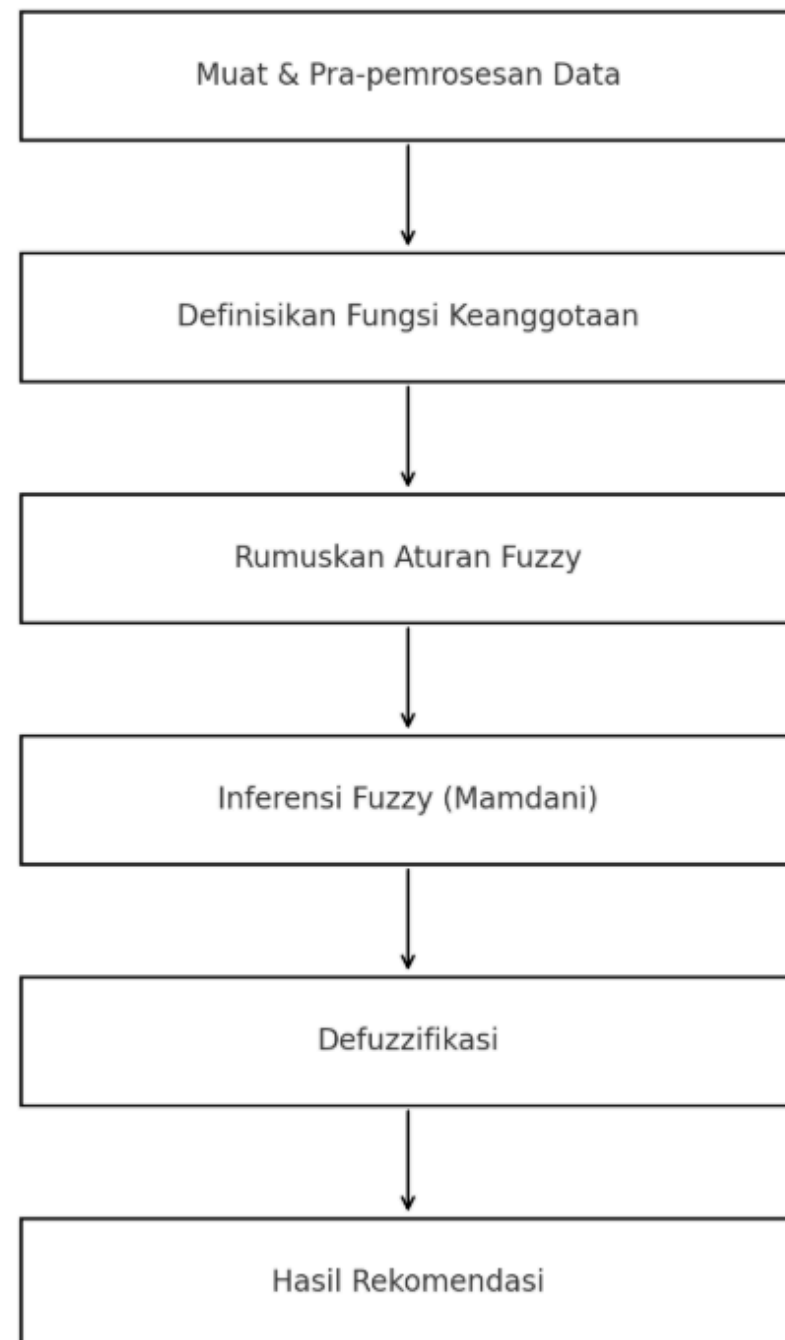 Muat & Pra-pemrosesan Data
Definisikan Fungsi Keanggotaan
Rumuskan Aturan Fuzzy
Inferensi Fuzzy (Mamdani)
Defuzzifikasi
Hasil Rekomendasi